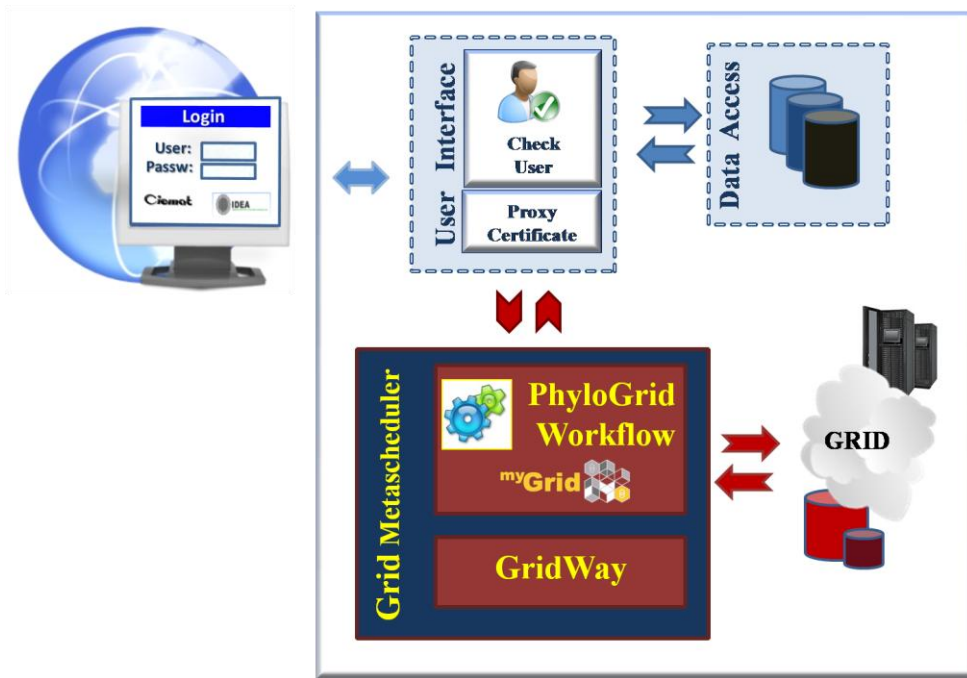 Login
User:
Passw:
Ciemat
IDEA
User Interface
Check
User
Proxy
Certificate
Data Access
Grid Metascheduler
PhyloGrid
Workflow
myGrid
GridWay
GRID